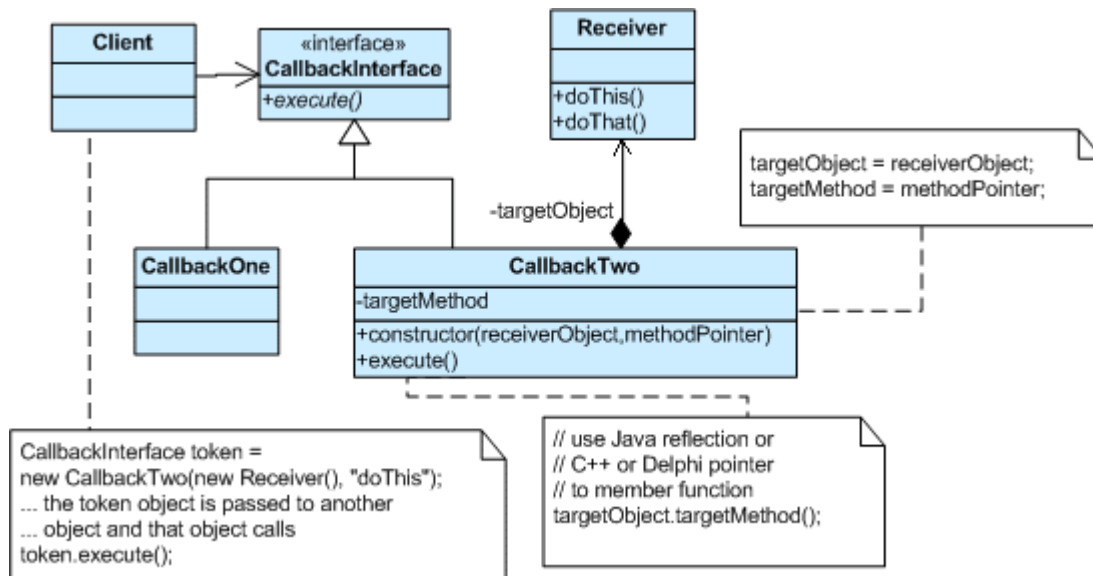 Client
«interface»
CallbackInterface
+execute()
Receiver
+doThis()
+doThat()
targetObject = receiverObject;
targetMethod = methodPointer;
-targetObject
CallbackOne
CallbackTwo
-targetMethod
+constructor(receiverObject,methodPointer)
+execute()
CallbackInterface token =
new CallbackTwo(new Receiver(), "doThis");
... the token object is passed to another
... object and that object calls
token.execute();
// use Java reflection or
// C++ or Delphi pointer
// to member function
targetObject.targetMethod();